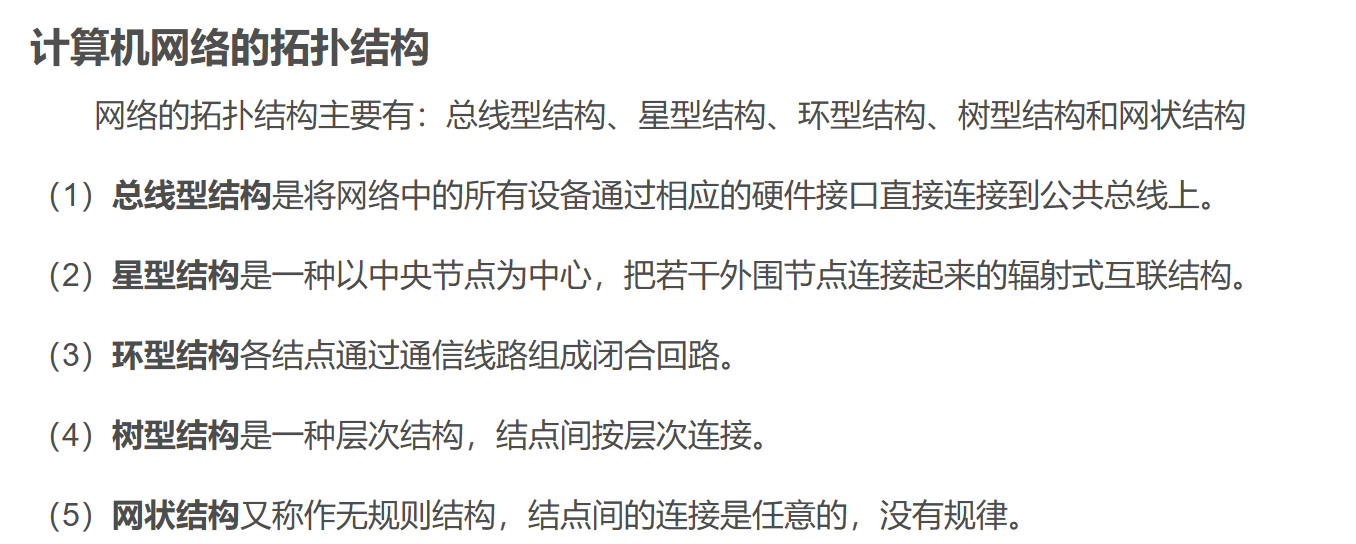 计算机网络的拓扑结构
网络的拓扑结构主要有：总线型结构、星型结构、环型结构、树型结构和网状结构
（1）总线型结构是将网络中的所有设备通过相应的硬件接口直接连接到公共总线上。
（2）星型结构是一种以中央节点为中心，把若干外围节点连接起来的辐射式互联结构。
（3）环型结构各结点通过通信线路组成闭合回路。
（4）树型结构是一种层次结构，结点间按层次连接。
（5）网状结构又称作无规则结构，结点间的连接是任意的，没有规律。